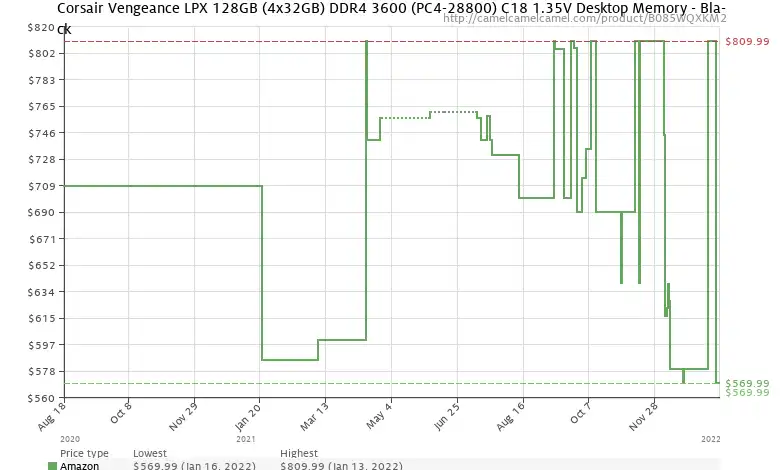 Corsair Vengeance LPX 128GB (4x32GB) DDR4 3600 (PC4-28800) C18 1.35V Desktop Memory - Bla-
ck
http://camelcamelcamel.com/product/B085WQXKM2
$820
$809.99
$802
$783
$765
$746
$728
$709
$690
$671
$652
$634
$615
$597
$578
$569.99
$569.99
$560
Aug 18 Oct 8 Nov 29 Jan 20 Mar 13 May 4 Jun 25 Aug 16 Oct 7 Nov 28
2020 2021 2022
Price type Lowest Highest
Amazon $569.99 (Jan 16, 2022) $809.99 (Jan 13, 2022)